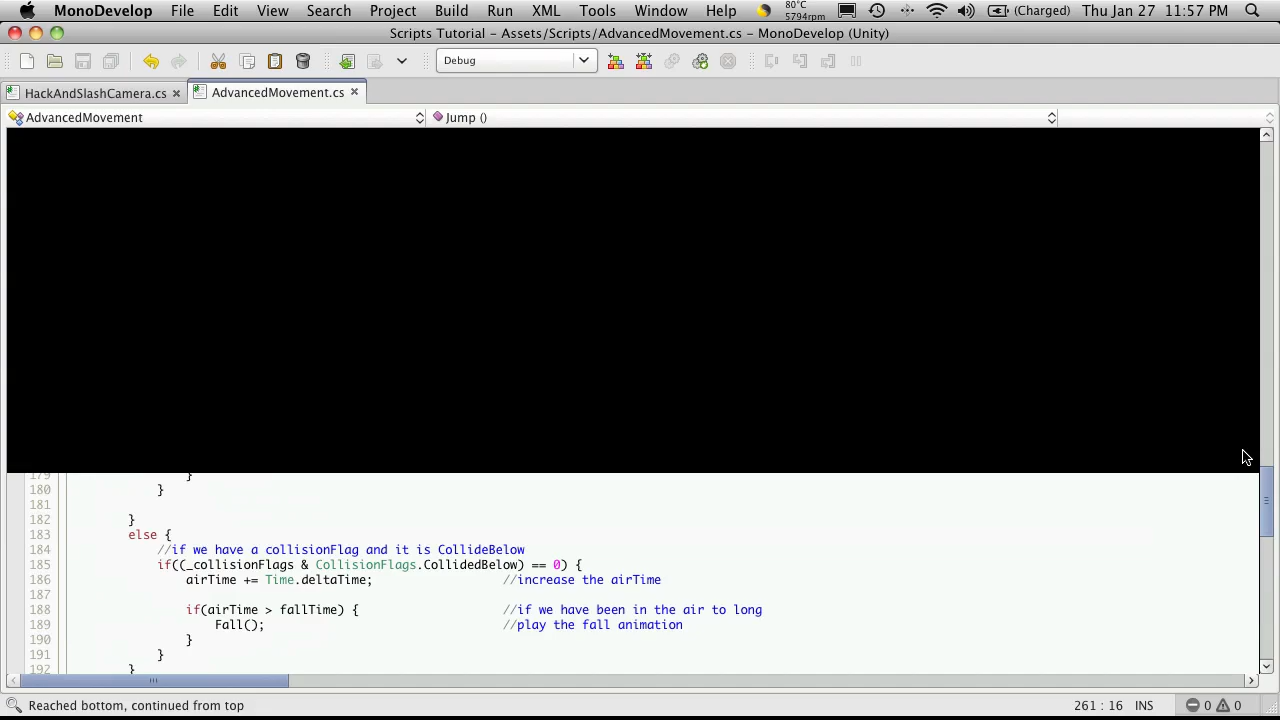 MonoDevelop File Edit View Search Project Build Run XML Tools Window Help 80°C 5794rpm (Charged) Thu Jan 27 11:57 PM
Scripts Tutorial - Assets/Scripts/AdvancedMovement.cs - MonoDevelop (Unity)
Debug
HackAndSlashCamera.cs AdvancedMovement.cs
AdvancedMovement Jump ()
179 }
180 }
181
182 }
183 else {
184 //if we have a collisionFlag and it is CollideBelow
185 if((_collisionFlags & CollisionFlags.CollidedBelow) == 0) {
186 airTime += Time.deltaTime; //increase the airTime
187
188 if(airTime > fallTime) { //if we have been in the air to long
189 Fall(); //play the fall animation
190 }
191 }
192 }
Reached bottom, continued from top 261 : 16 INS 0 0